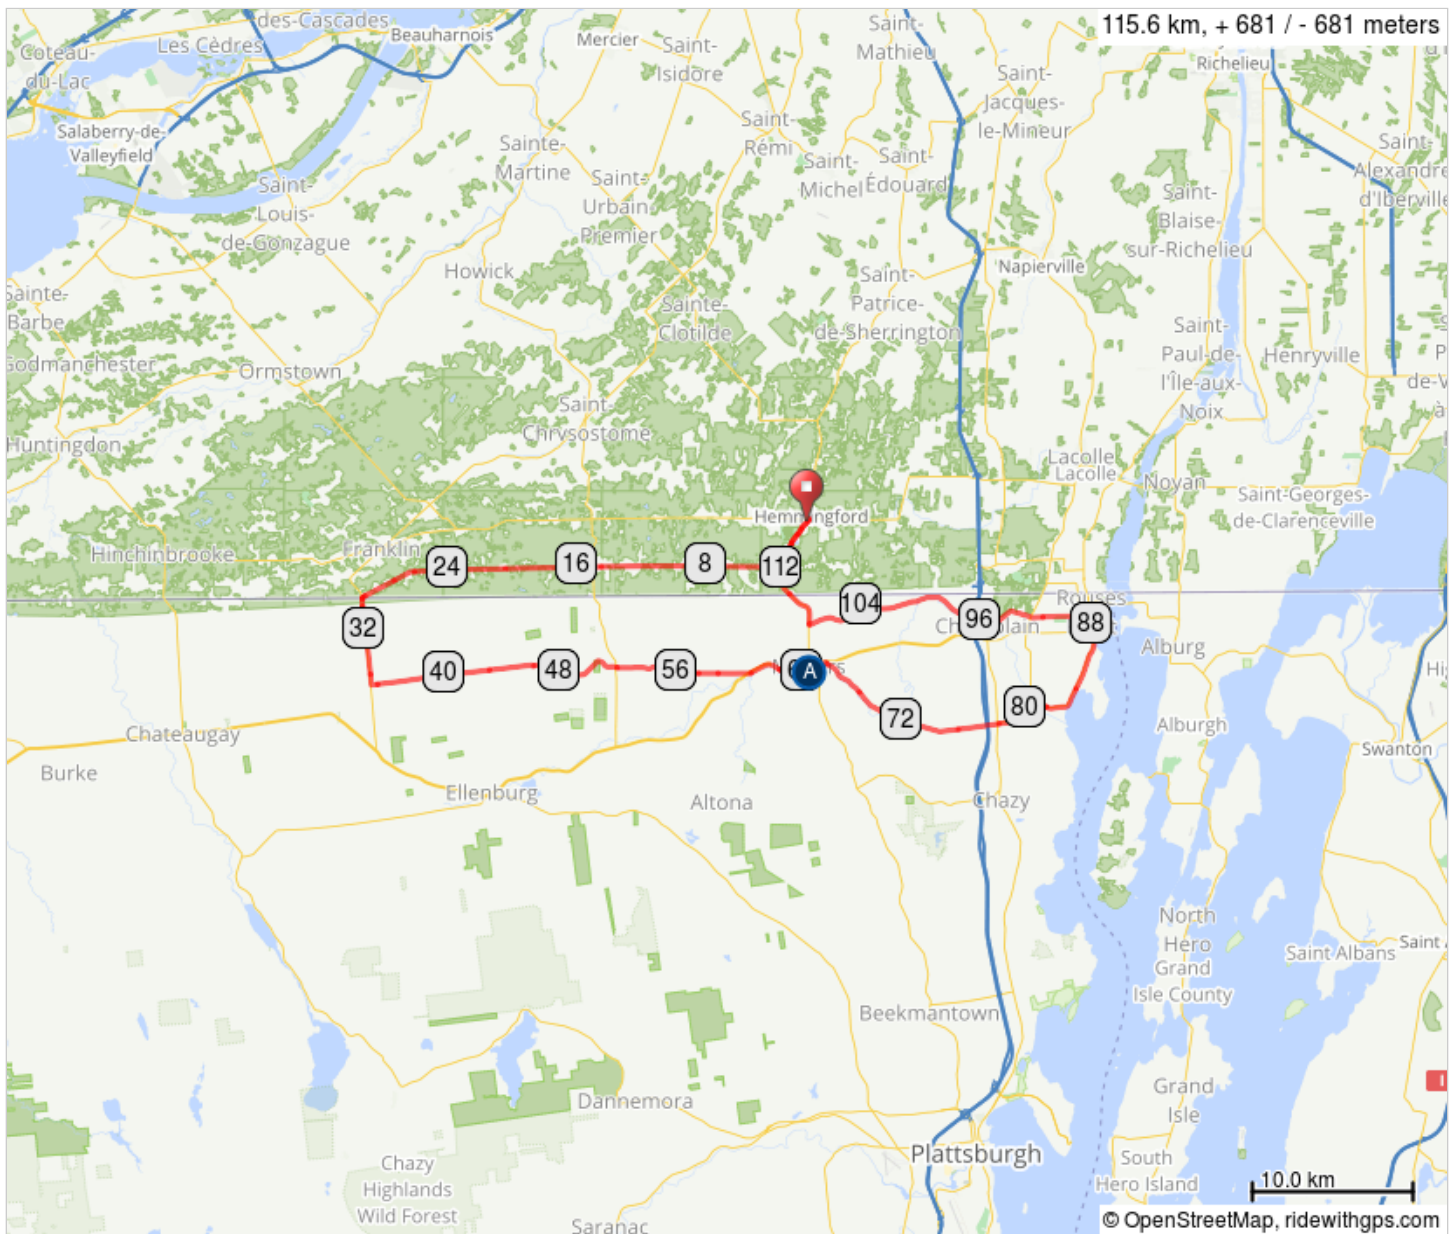 115.6 km, + 681 / - 681 meters
des-Cascades
Coteau-
du-Lac
Les Cèdres
Beauharnois
Mercier
Saint-
Isidore
Saint-
Mathieu
Richelieu
Saint-
Jacques-
le-Mineur
Salaberry-de-
Valleyfield
Sainte-
Martine
Saint-
Rémi
Saint-
Michel
Saint-
Édouard
Saint-
Alexandre
d'Iberville
Saint-
Louis-
de-Gonzague
Saint-
Urbain
Premier
Saint-
Blaise-
sur-Richelieu
Howick
Napierville
Sainte-
Barbe
Sainte-
Clotilde
Saint-
Patrice-
de-Sherrington
Saint-
Paul-de-
l'Île-aux-
Noix
Henryville
Godmanchester
Ormstown
Saint-
Chrysostome
Huntingdon
Lacolle
Lacolle
Noyan
Saint-Georges-
de-Clarenceville
Hemmingford
Hinchinbrooke
Franklin
24
16
8
112
104
96
88
Rouses
Champlain
Alburg
32
40
48
56
A
72
80
Chateaugay
Burke
Ellenburg
Altona
Chazy
Alburgh
Swanton
North
Hero
Grand
Isle County
Saint Albans
Saint
Beekmantown
Grand
Isle
Dannemora
Plattsburgh
South
Hero Island
Chazy
Highlands
Wild Forest
Saranac
10.0 km
© OpenStreetMap, ridewithgps.com